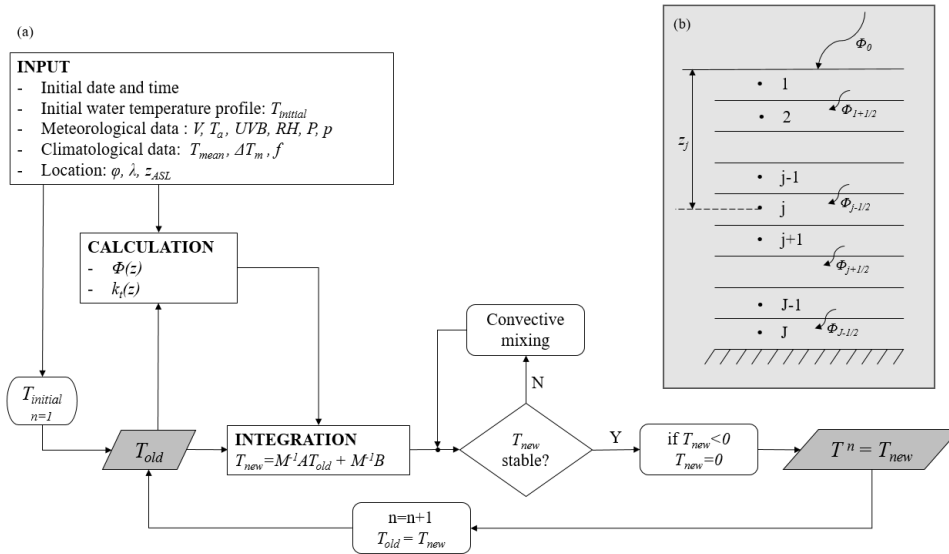 (a)
INPUT
- Initial date and time
- Initial water temperature profile: T_initial
- Meteorological data : V, T_a, UVB, RH, P, p
- Climatological data: T_mean, ΔT_m, f
- Location: φ, λ, z_ASL
CALCULATION
- Φ(z)
- k_t(z)
T_initial
n=1
T_old
INTEGRATION
T_new=M^-1AT_old + M^-1B
Convective
mixing
N
T_new
stable?
Y
if T_new<0
T_new=0
T^n = T_new
n=n+1
T_old = T_new
(b)
Φ_0
1
Φ_1+1/2
2
z_j
j-1
Φ_j-1/2
j
j+1
Φ_j+1/2
J-1
Φ_J-1/2
J